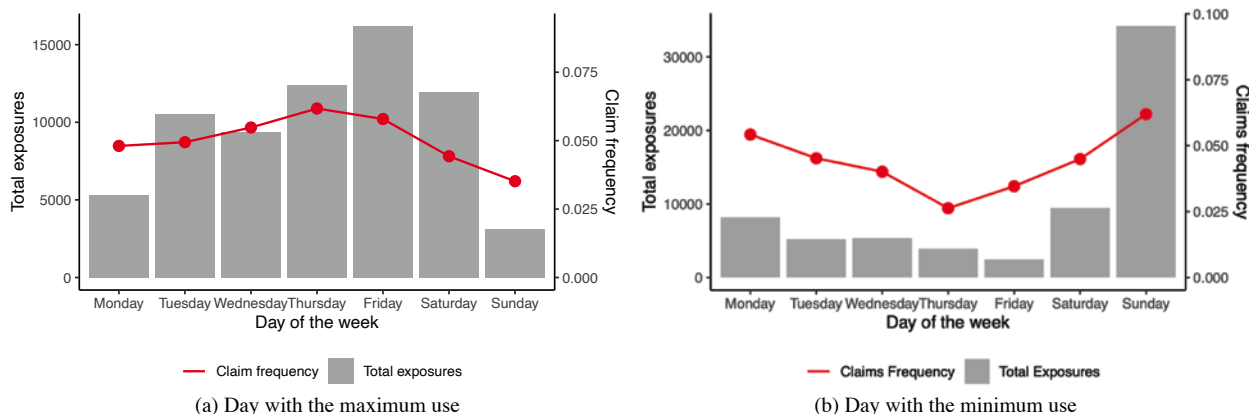 15000
10000
5000
0
Total exposures
0.075
0.050
0.025
0.000
Claim frequency
Monday Tuesday Wednesday Thursday Friday Saturday Sunday
Day of the week
Claim frequency Total exposures
(a) Day with the maximum use
30000
20000
10000
0
Total exposures
0.100
0.075
0.050
0.025
0.000
Claims frequency
Monday Tuesday Wednesday Thursday Friday Saturday Sunday
Day of the week
Claims Frequency Total Exposures
(b) Day with the minimum use